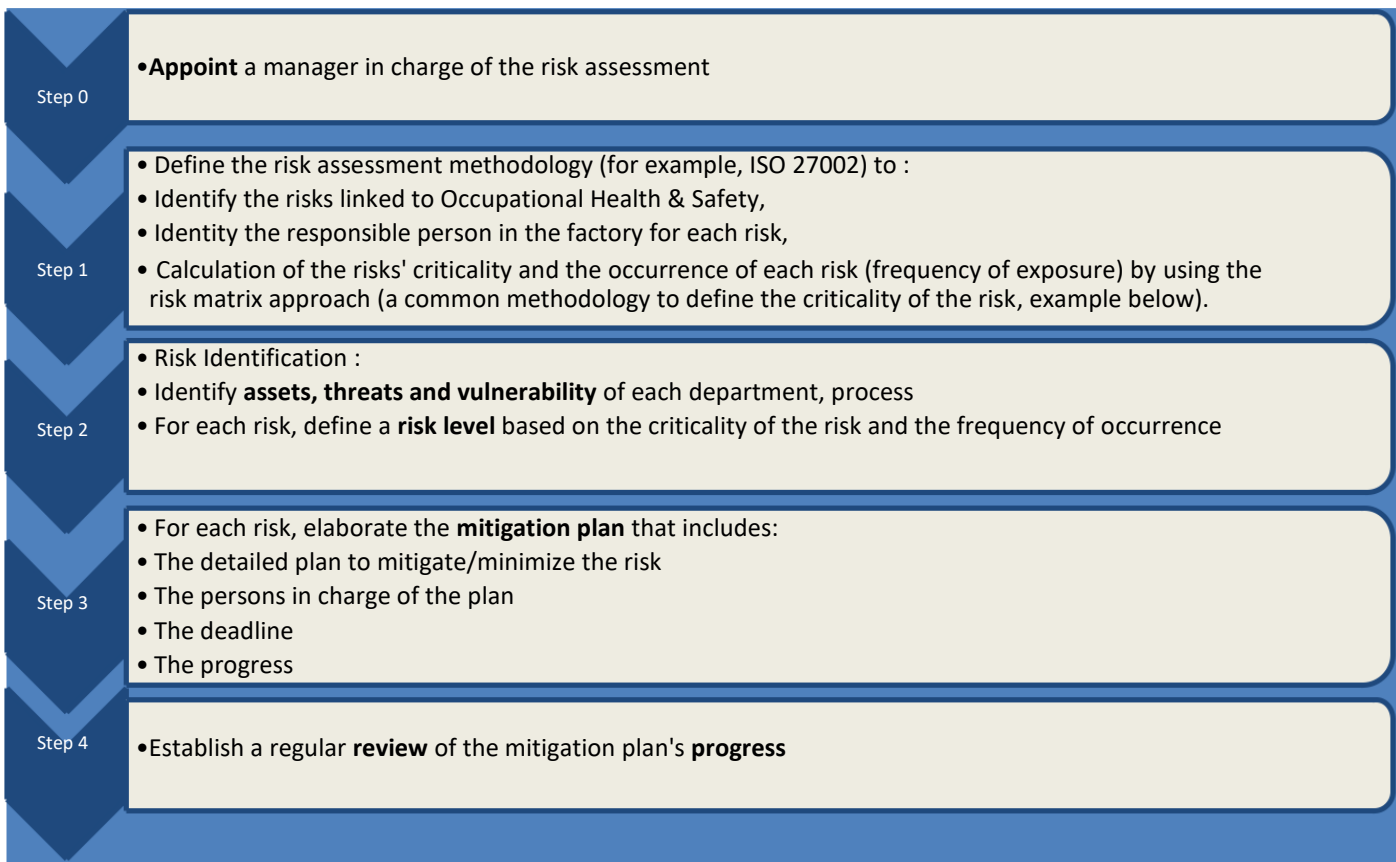 Step 0
•Appoint a manager in charge of the risk assessment
Step 1
• Define the risk assessment methodology (for example, ISO 27002) to :
• Identify the risks linked to Occupational Health & Safety,
• Identity the responsible person in the factory for each risk,
• Calculation of the risks' criticality and the occurrence of each risk (frequency of exposure) by using the
risk matrix approach (a common methodology to define the criticality of the risk, example below).
Step 2
• Risk Identification :
• Identify assets, threats and vulnerability of each department, process
• For each risk, define a risk level based on the criticality of the risk and the frequency of occurrence
Step 3
• For each risk, elaborate the mitigation plan that includes:
• The detailed plan to mitigate/minimize the risk
• The persons in charge of the plan
• The deadline
• The progress
Step 4
•Establish a regular review of the mitigation plan's progress